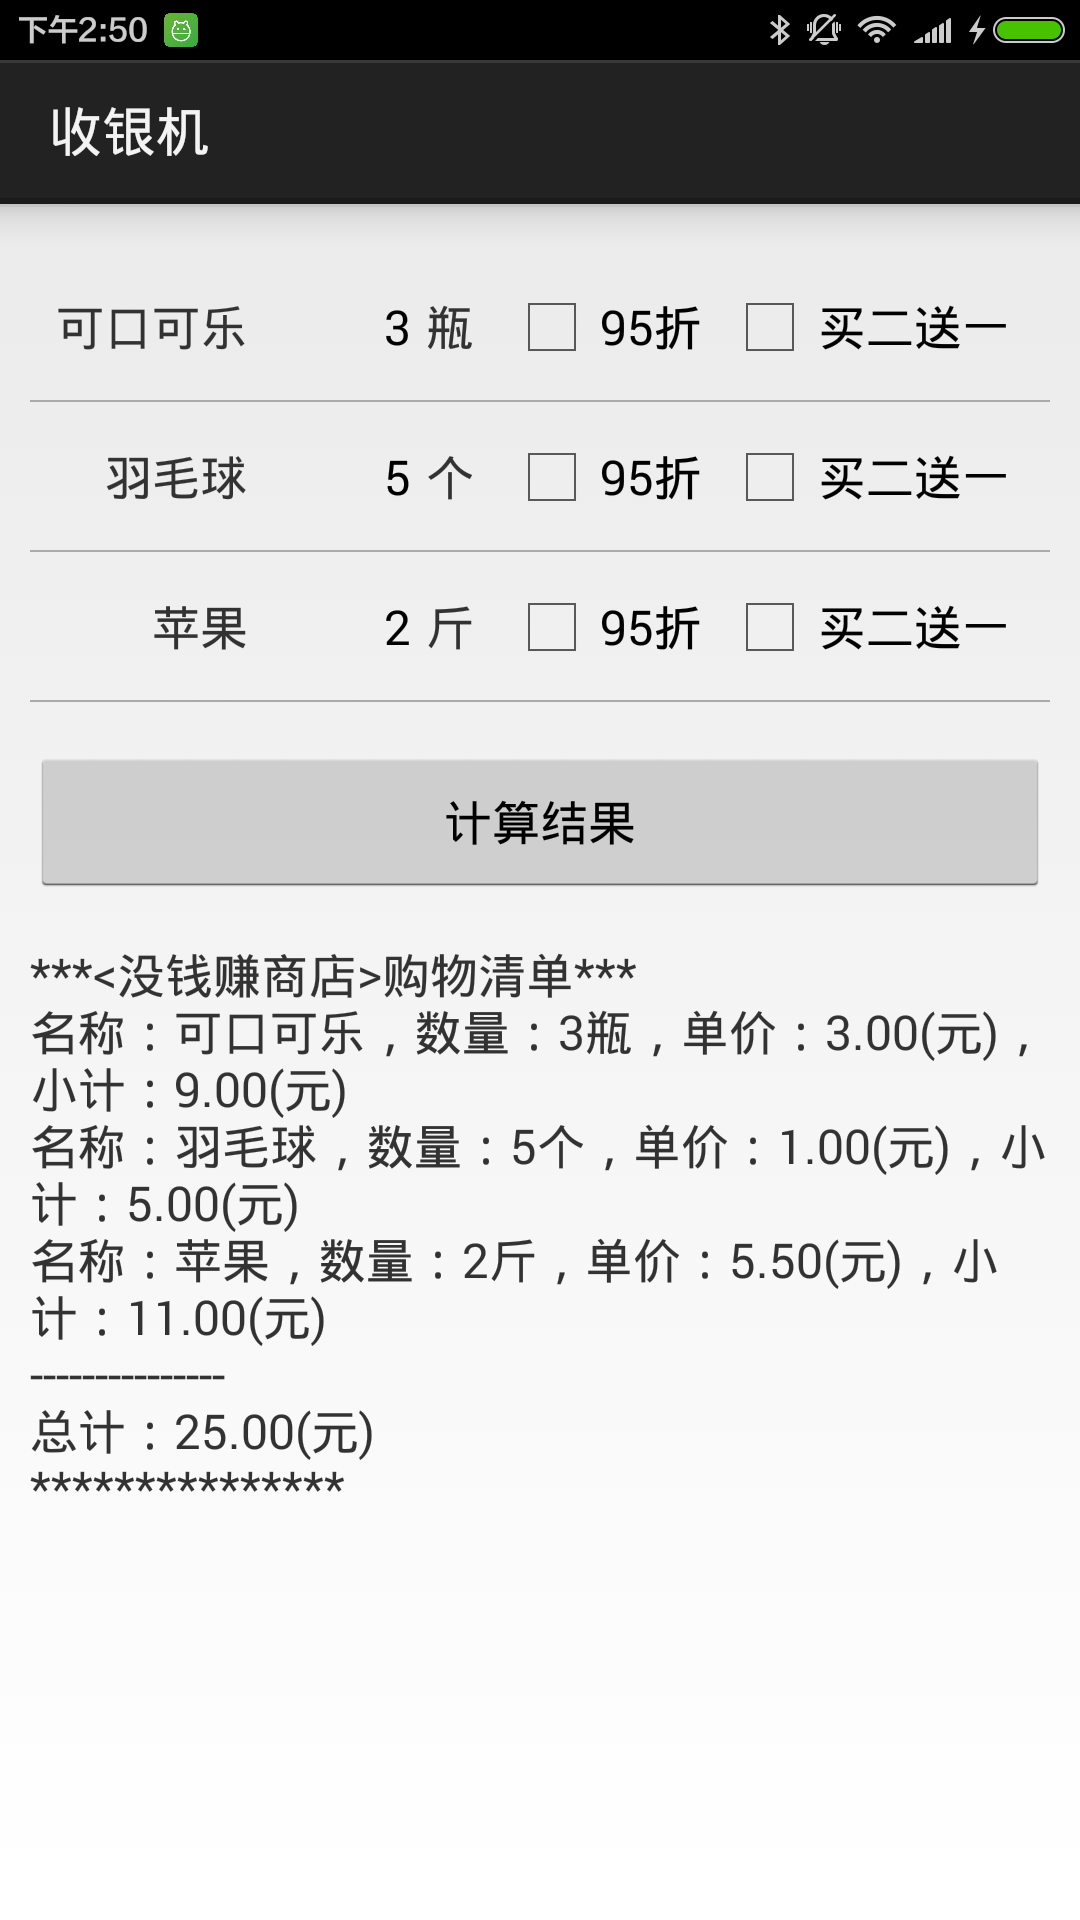 下午2:50
收银机
可口可乐 3 瓶 95折 买二送一
羽毛球 5 个 95折 买二送一
苹果 2 斤 95折 买二送一
计算结果
***<没钱赚商店>购物清单***
名称：可口可乐，数量：3瓶，单价：3.00(元)，
小计：9.00(元)
名称：羽毛球，数量：5个，单价：1.00(元)，小
计：5.00(元)
名称：苹果，数量：2斤，单价：5.50(元)，小
计：11.00(元)
---------------
总计：25.00(元)
***************